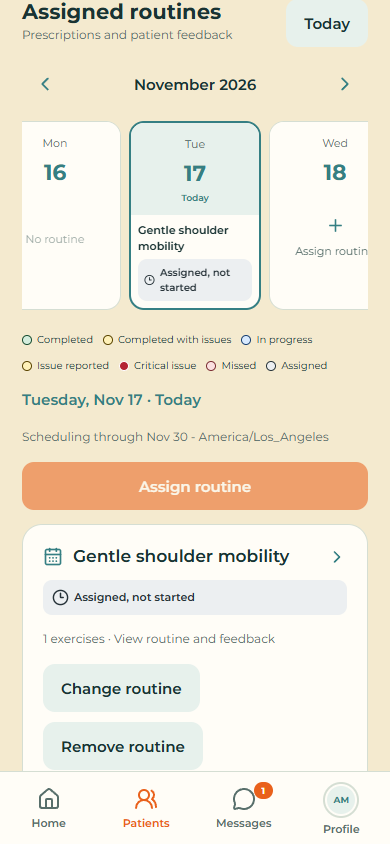 Assigned routines
Prescriptions and patient feedback
Today
November 2026
Mon
16
No routine
Tue
17
Today
Gentle shoulder
mobility
Assigned, not
started
Wed
18
Assign routin
Completed
Completed with issues
In progress
Issue reported
Critical issue
Missed
Assigned
Tuesday, Nov 17 · Today
Scheduling through Nov 30 - America/Los_Angeles
Assign routine
Gentle shoulder mobility
Assigned, not started
1 exercises · View routine and feedback
Change routine
Remove routine
Home
Patients
1
Messages
AM
Profile